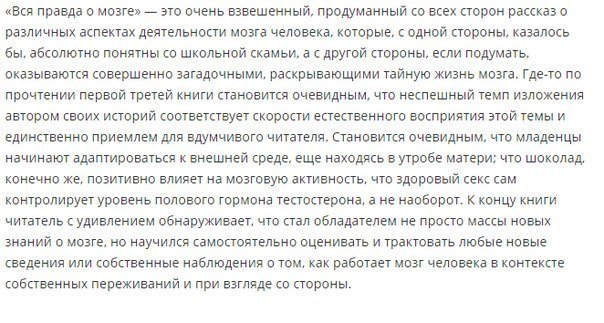 «Вся правда о мозге» — это очень взвешенный, продуманный со всех сторон рассказ о
различных аспектах деятельности мозга человека, которые, с одной стороны, казалось
бы, абсолютно понятны со школьной скамьи, а с другой стороны, если подумать,
оказываются совершенно загадочными, раскрывающими тайную жизнь мозга. Где-то по
прочтении первой третей книги становится очевидным, что неспешный темп изложения
автором своих историй соответствует скорости естественного восприятия этой темы и
единственно приемлем для вдумчивого читателя. Становится очевидным, что младенцы
начинают адаптироваться к внешней среде, еще находясь в утробе матери; что шоколад,
конечно же, позитивно влияет на мозговую активность, что здоровый секс сам
контролирует уровень полового гормона тестостерона, а не наоборот. К концу книги
читатель с удивлением обнаруживает, что стал обладателем не просто массы новых
знаний о мозге, но научился самостоятельно оценивать и трактовать любые новые
сведения или собственные наблюдения о том, как работает мозг человека в контексте
собственных переживаний и при взгляде со стороны.